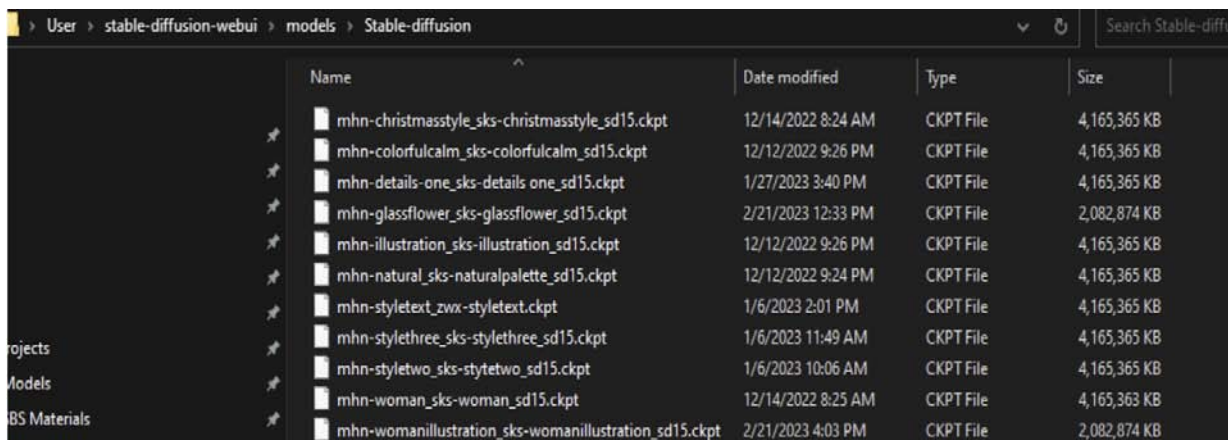 User > stable-diffusion-webui > models > Stable-diffusion
Search Stable-diffu
Name Date modified Type Size
mhn-christmasstyle_sks-christmasstyle_sd15.ckpt 12/14/2022 8:24 AM CKPT File 4,165,365 KB
mhn-colorfulcalm_sks-colorfulcalm_sd15.ckpt 12/12/2022 9:26 PM CKPT File 4,165,365 KB
mhn-details-one_sks-details one_sd15.ckpt 1/27/2023 3:40 PM CKPT File 4,165,365 KB
mhn-glassflower_sks-glassflower_sd15.ckpt 2/21/2023 12:33 PM CKPT File 2,082,874 KB
mhn-illustration_sks-illustration_sd15.ckpt 12/12/2022 9:26 PM CKPT File 4,165,365 KB
mhn-natural_sks-naturalpalette_sd15.ckpt 12/12/2022 9:24 PM CKPT File 4,165,365 KB
mhn-styletext_zwx-styletext.ckpt 1/6/2023 2:01 PM CKPT File 4,165,365 KB
rojects
mhn-stylethree_sks-stylethree_sd15.ckpt 1/6/2023 11:49 AM CKPT File 4,165,365 KB
Models
mhn-styletwo_sks-stytetwo_sd15.ckpt 1/6/2023 10:06 AM CKPT File 4,165,365 KB
mhn-woman_sks-woman_sd15.ckpt 12/14/2022 8:25 AM CKPT File 4,165,363 KB
SBS Materials
mhn-womanillustration_sks-womanillustration_sd15.ckpt 2/21/2023 4:03 PM CKPT File 2,082,874 KB